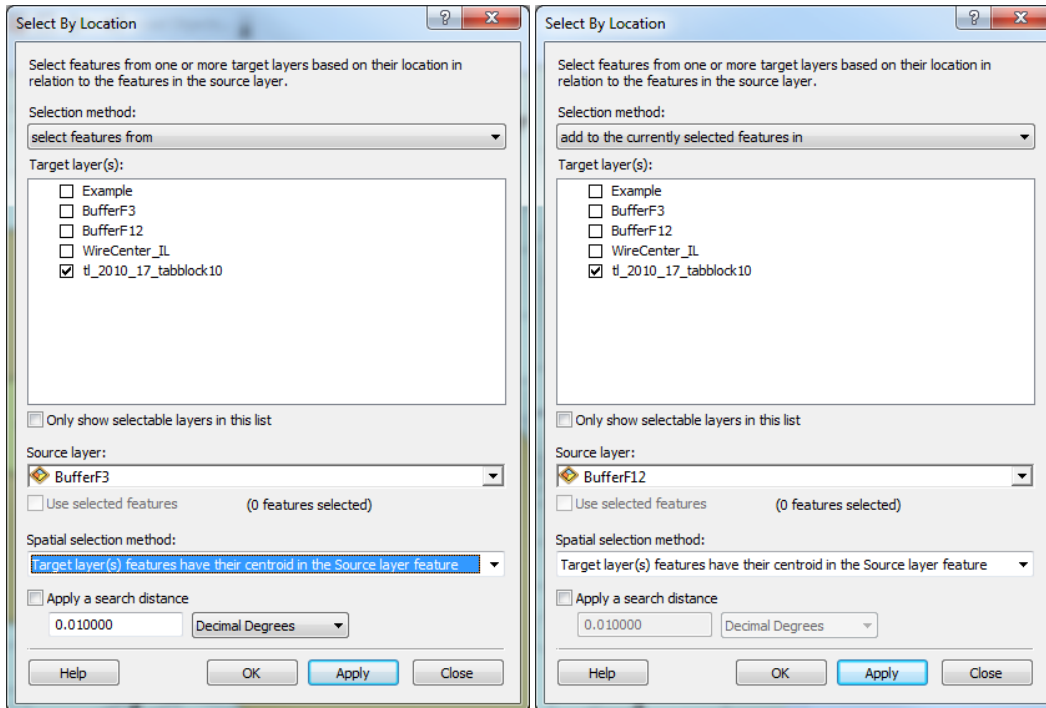 Select By Location
Select features from one or more target layers based on their location in
relation to the features in the source layer.
Selection method:
select features from
Target layer(s):
Example
BufferF3
BufferF12
WireCenter_IL
tl_2010_17_tabblock10
Only show selectable layers in this list
Source layer:
BufferF3
Use selected features (0 features selected)
Spatial selection method:
Target layer(s) features have their centroid in the Source layer feature
Apply a search distance
0.010000 Decimal Degrees
Help OK Apply Close
Select By Location
Select features from one or more target layers based on their location in
relation to the features in the source layer.
Selection method:
add to the currently selected features in
Target layer(s):
Example
BufferF3
BufferF12
WireCenter_IL
tl_2010_17_tabblock10
Only show selectable layers in this list
Source layer:
BufferF12
Use selected features (0 features selected)
Spatial selection method:
Target layer(s) features have their centroid in the Source layer feature
Apply a search distance
0.010000 Decimal Degrees
Help OK Apply Close